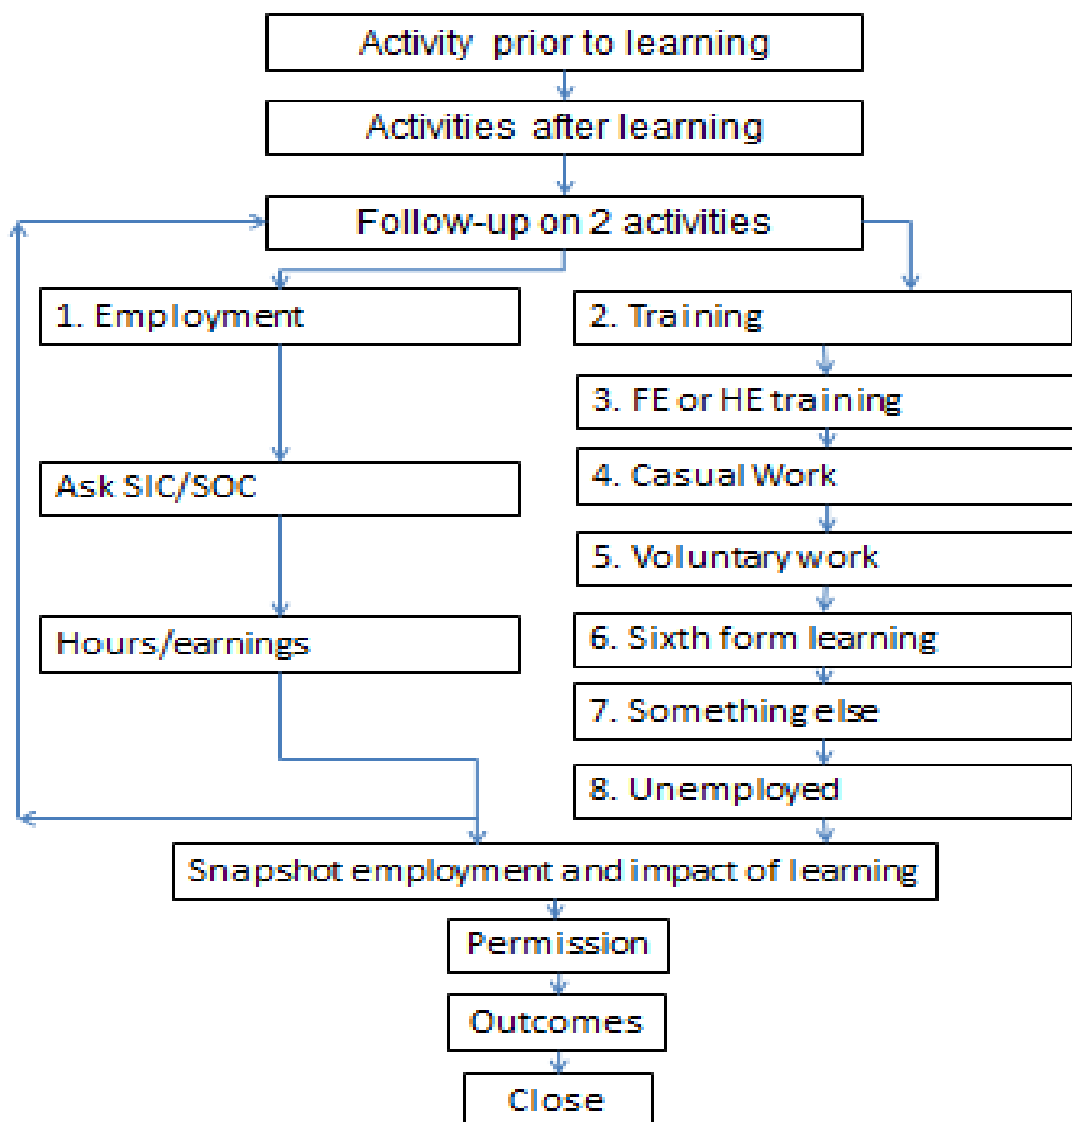 Activity prior to learning
Activities after learning
Follow-up on 2 activities
1. Employment
Ask SIC/SOC
Hours/earnings
2. Training
3. FE or HE training
4. Casual Work
5. Voluntary work
6. Sixth form learning
7. Something else
8. Unemployed
Snapshot employment and impact of learning
Permission
Outcomes
Close